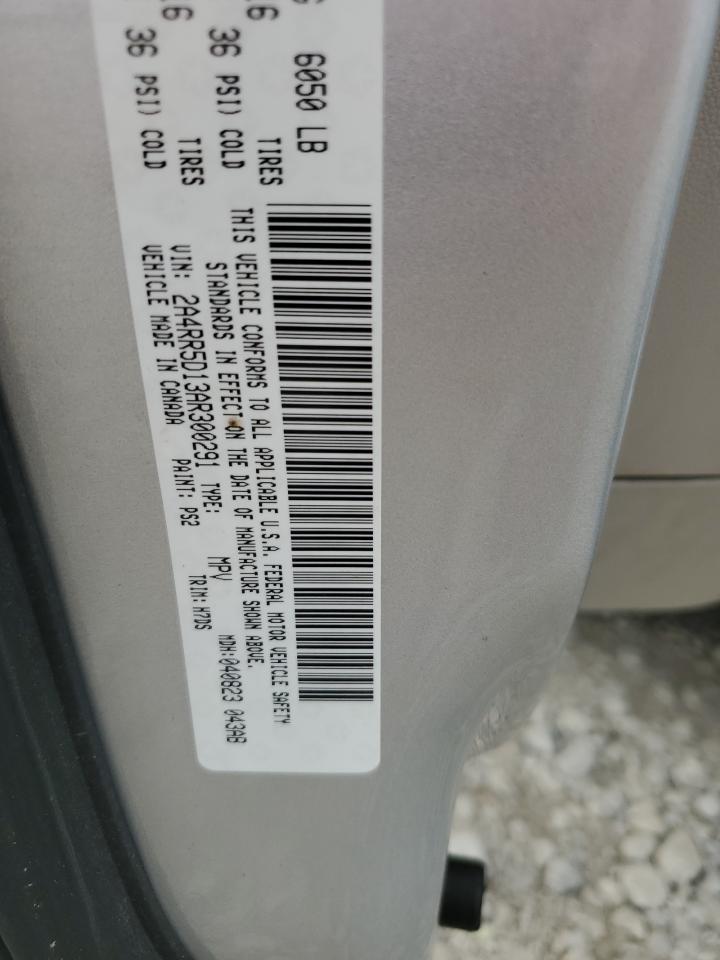 6050 LB
TIRES
16
36 PSI) COLD
TIRES
16
36 PSI) COLD
THIS VEHICLE CONFORMS TO ALL APPLICABLE U.S.A. FEDERAL MOTOR VEHICLE SAFETY
STANDARDS IN EFFECT ON THE DATE OF MANUFACTURE SHOWN ABOVE.
VIN: 2A4RR5D13AR300291 TYPE: MPV MDH:040823 043AB
VEHICLE MADE IN CANADA PAINT: PS2 TRIM: H7DS